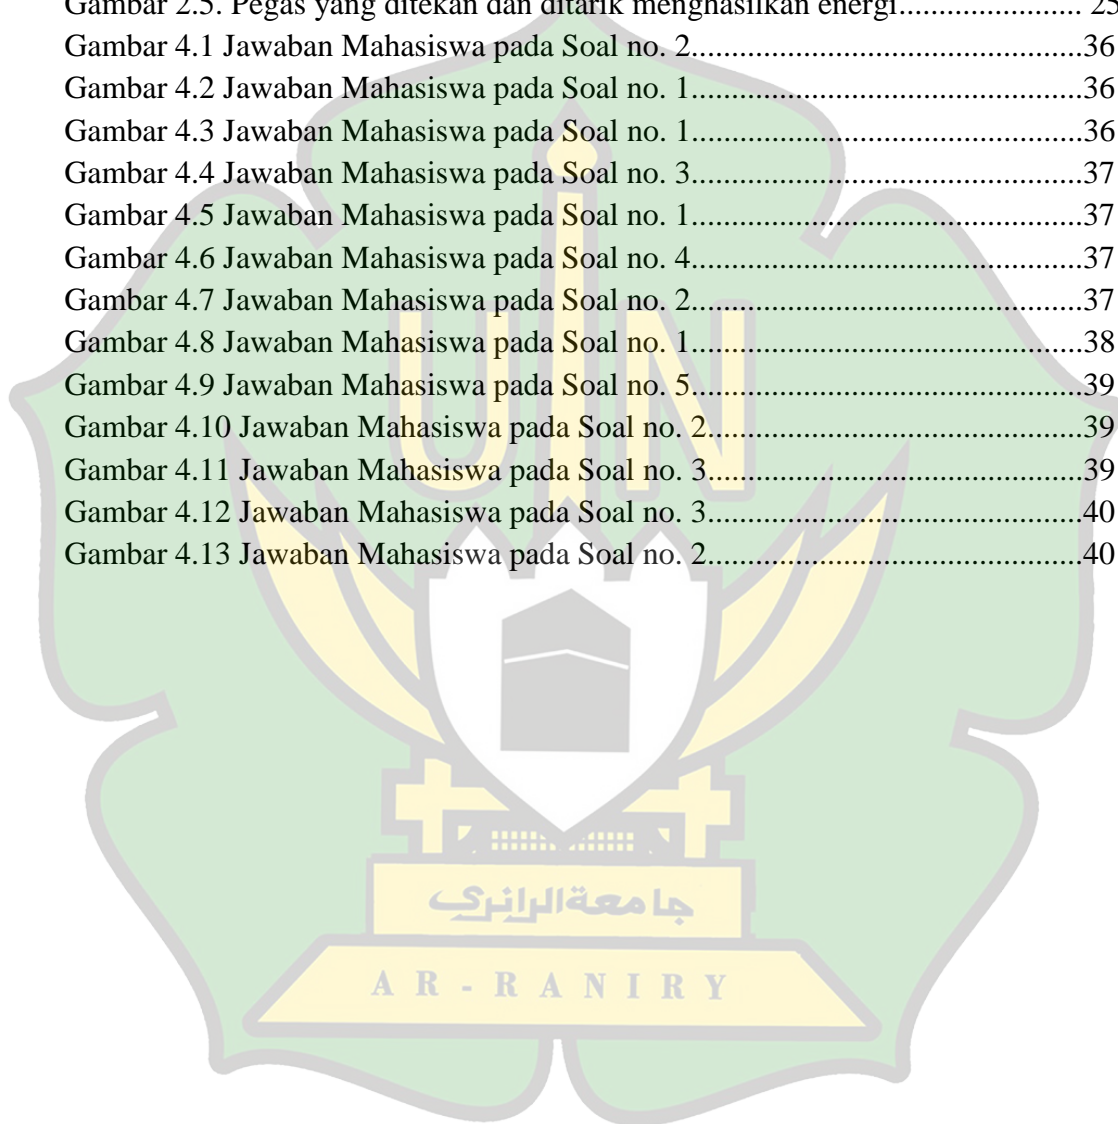 Gambar 2.5. Pegas yang ditekan dan ditarik menghasilkan energi...................... 25
Gambar 4.1 Jawaban Mahasiswa pada Soal no. 2...............................................36
Gambar 4.2 Jawaban Mahasiswa pada Soal no. 1...............................................36
Gambar 4.3 Jawaban Mahasiswa pada Soal no. 1...............................................36
Gambar 4.4 Jawaban Mahasiswa pada Soal no. 3...............................................37
Gambar 4.5 Jawaban Mahasiswa pada Soal no. 1...............................................37
Gambar 4.6 Jawaban Mahasiswa pada Soal no. 4...............................................37
Gambar 4.7 Jawaban Mahasiswa pada Soal no. 2...............................................37
Gambar 4.8 Jawaban Mahasiswa pada Soal no. 1...............................................38
Gambar 4.9 Jawaban Mahasiswa pada Soal no. 5...............................................39
Gambar 4.10 Jawaban Mahasiswa pada Soal no. 2.............................................39
Gambar 4.11 Jawaban Mahasiswa pada Soal no. 3.............................................39
Gambar 4.12 Jawaban Mahasiswa pada Soal no. 3.............................................40
Gambar 4.13 Jawaban Mahasiswa pada Soal no. 2.............................................40
UIN
جامعة الرانري
AR-RANIRY